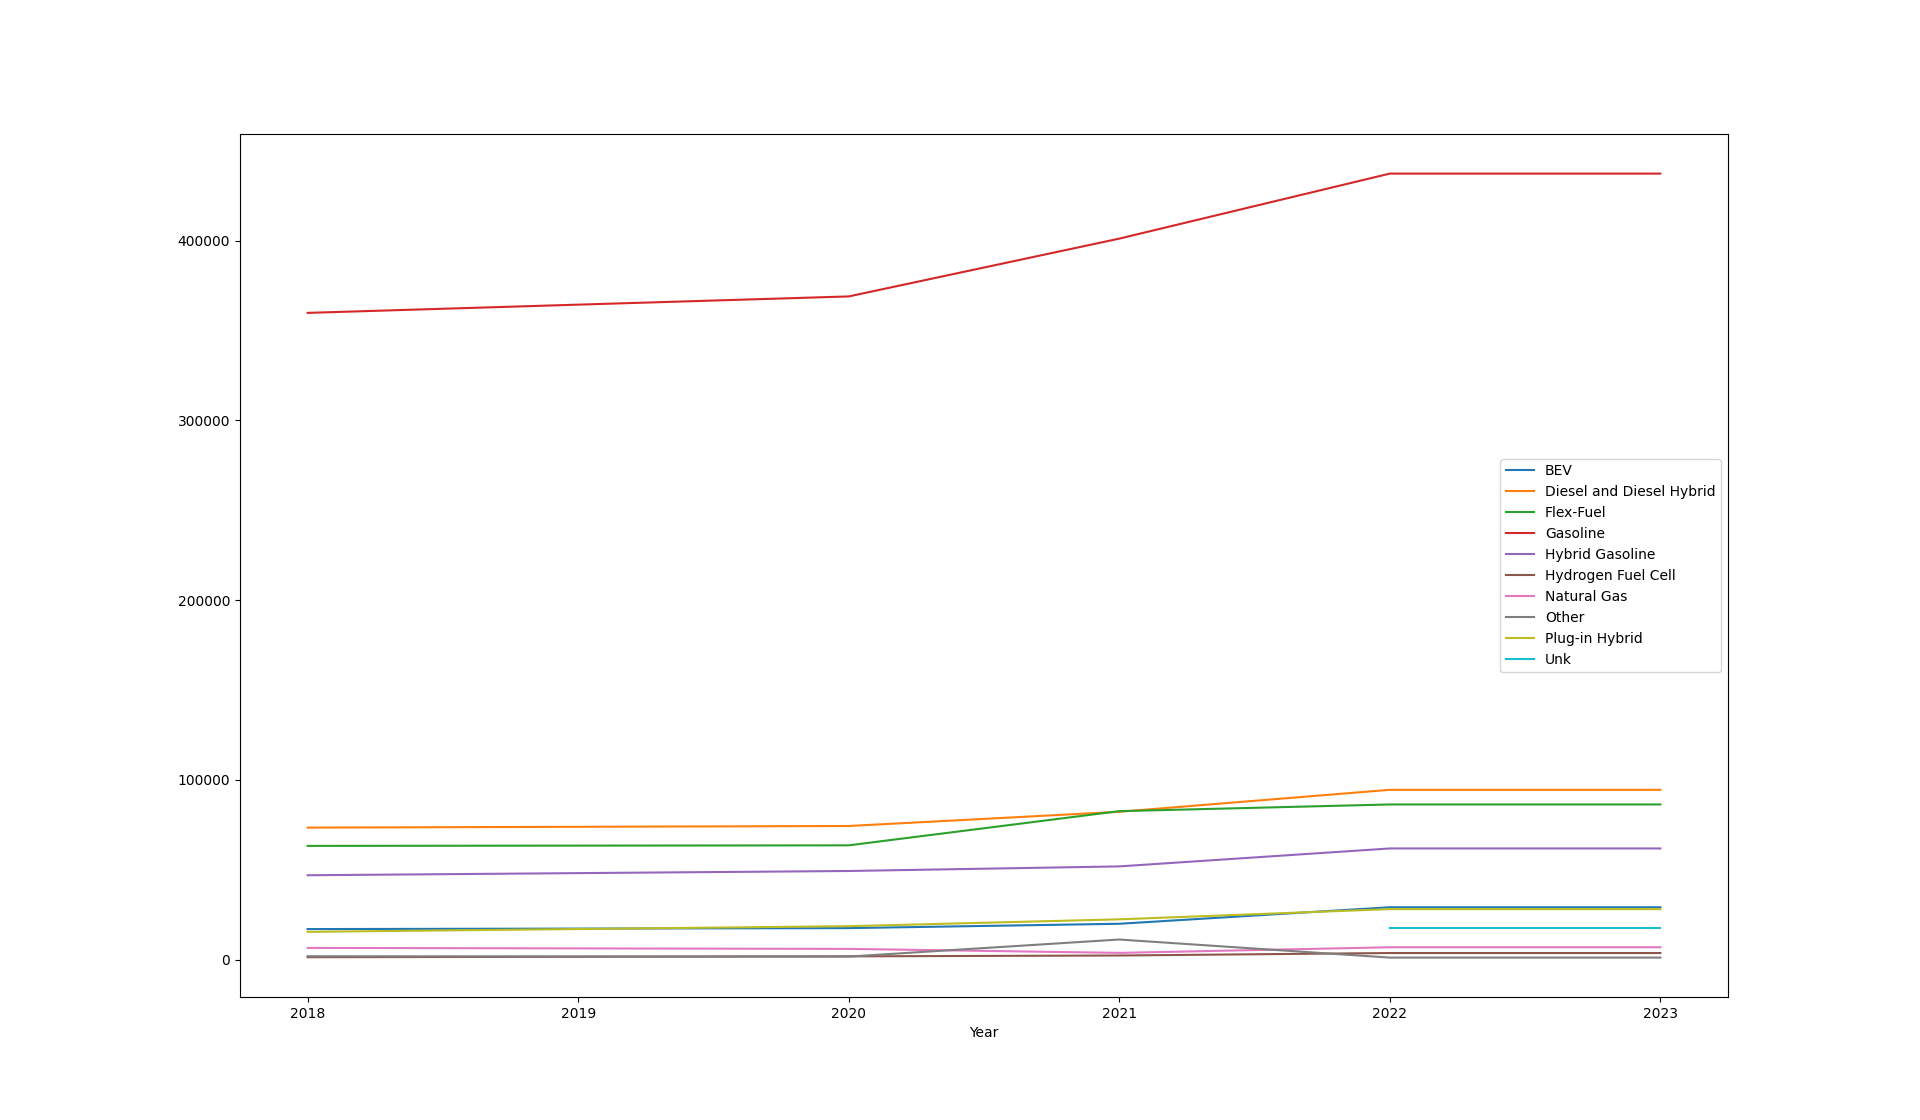 400000
300000
200000
100000
0
BEV
Diesel and Diesel Hybrid
Flex-Fuel
Gasoline
Hybrid Gasoline
Hydrogen Fuel Cell
Natural Gas
Other
Plug-in Hybrid
Unk
2018 2019 2020 2021 2022 2023
Year